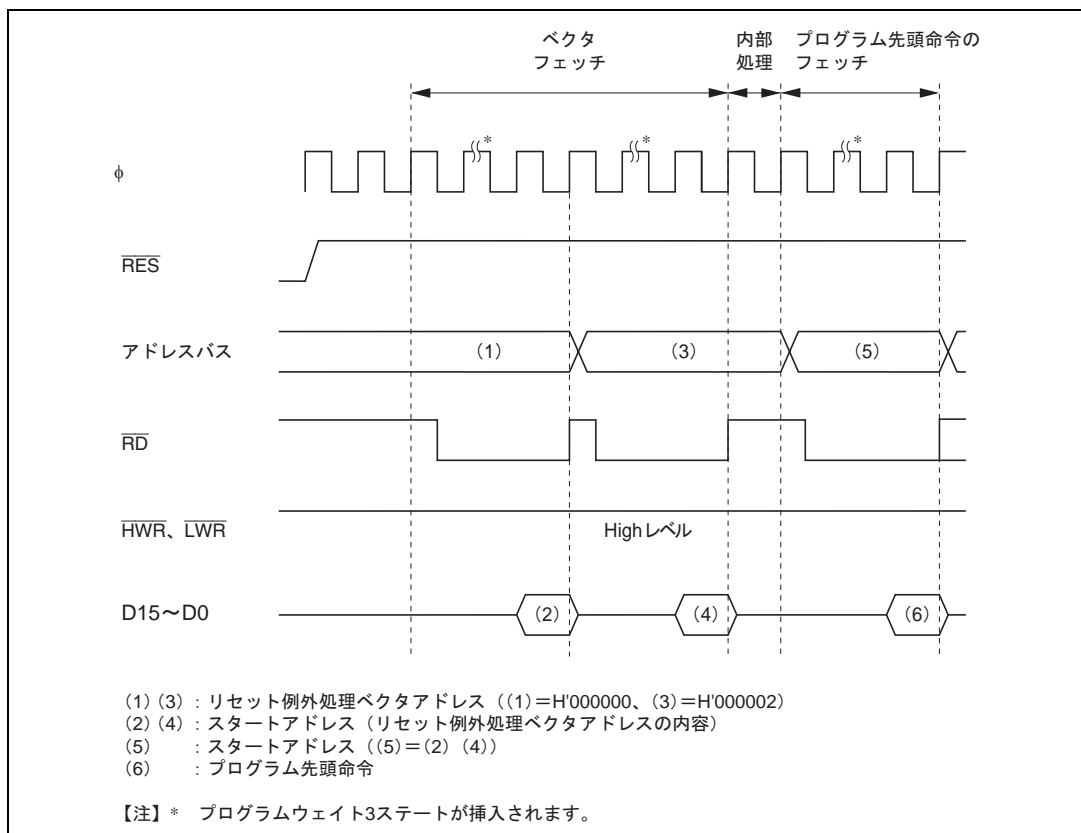 ベクタ
フェッチ
内部
処理
プログラム先頭命令の
フェッチ
* * *
φ
RES
アドレスバス (1) (3) (5)
RD
HWR、LWR Highレベル
D15～D0 (2) (4) (6)
(1)(3) : リセット例外処理ベクタアドレス((1)=H'000000、(3)=H'000002)
(2)(4) : スタートアドレス(リセット例外処理ベクタアドレスの内容)
(5) : スタートアドレス((5)=(2)(4))
(6) : プログラム先頭命令
【注】* プログラムウェイト3ステートが挿入されます。